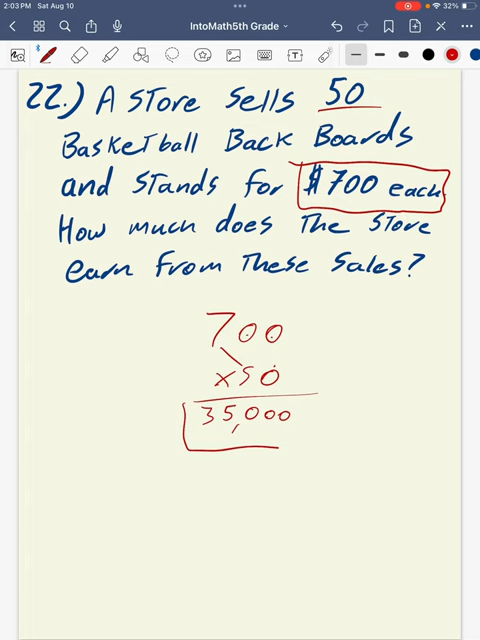 2:03 PM Sat Aug 10
32%
IntoMath5th Grade
22.) A Store Sells 50
Basketball Back Boards
and Stands for $700 each
How much does The Store
earn from These Sales?
700
x50
35,000